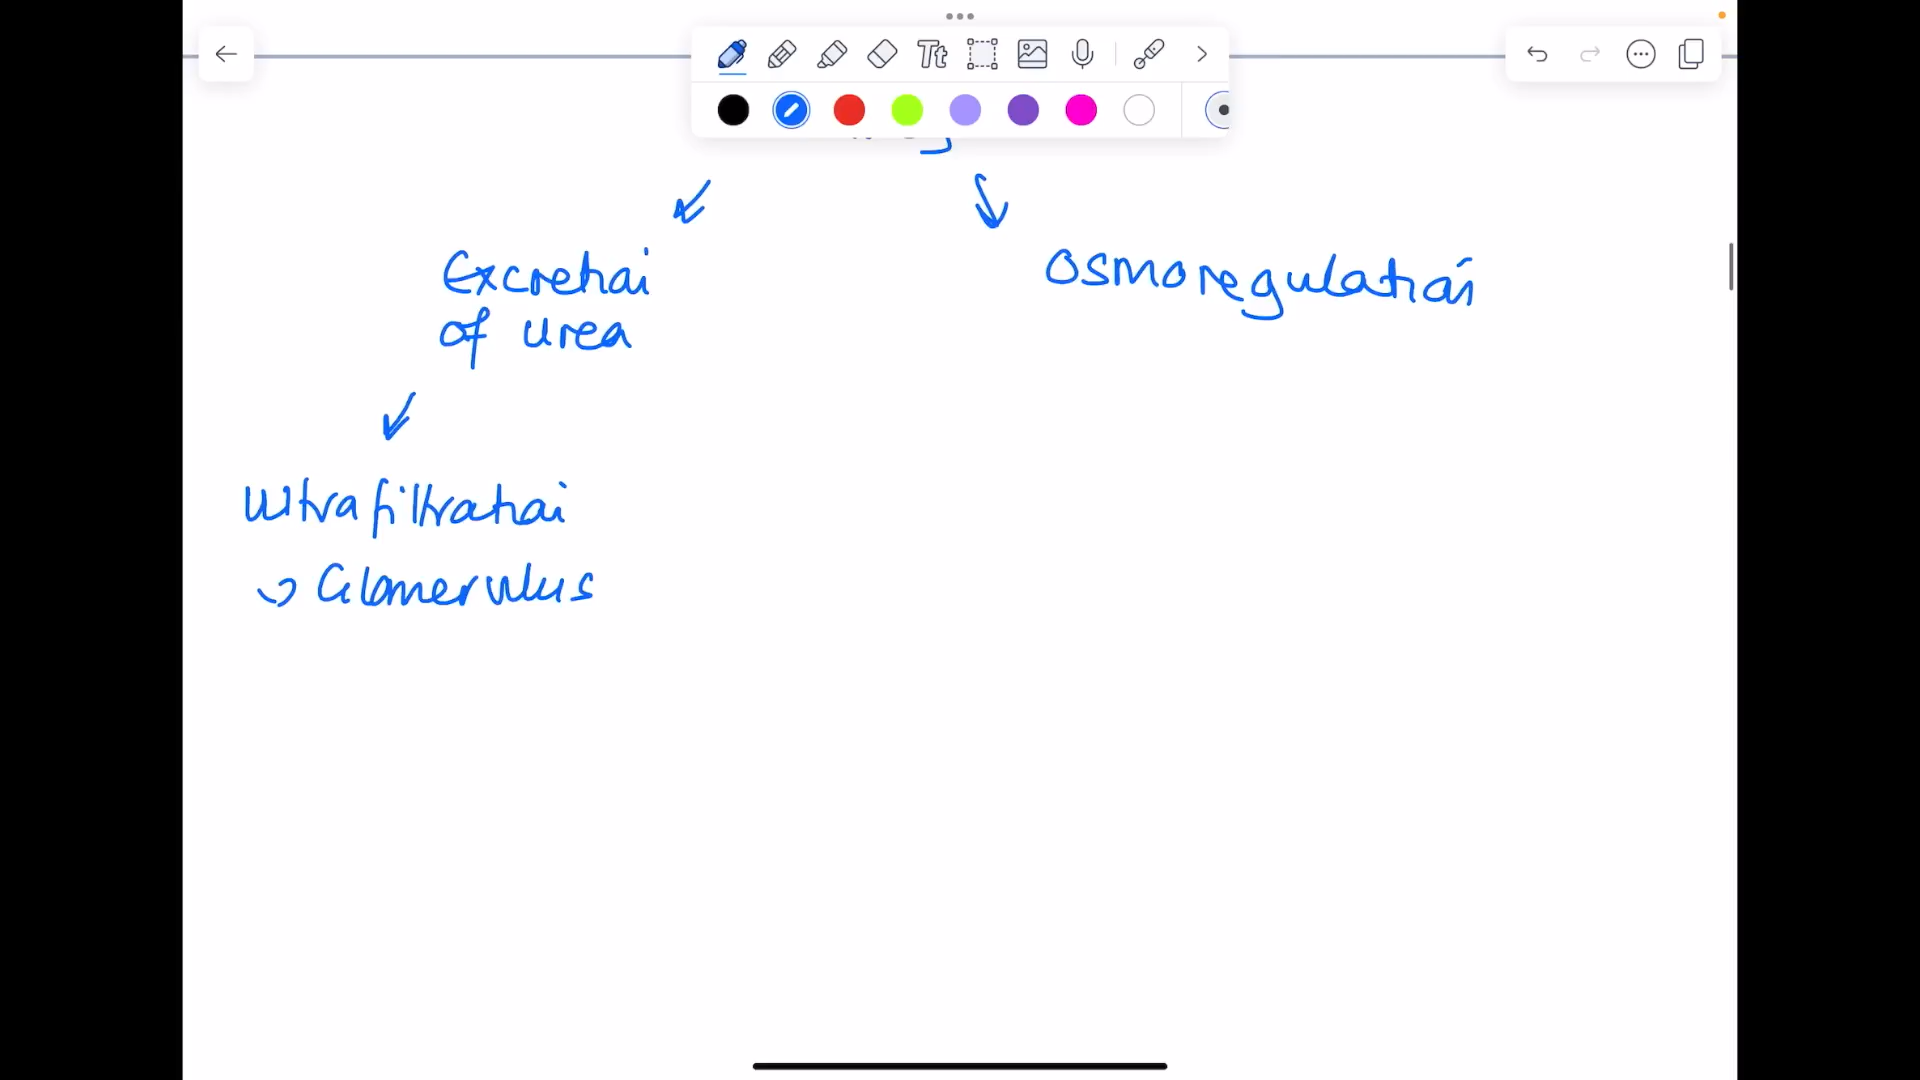 Excretion
of urea
Osmoregulation
Ultrafiltration
↳ Glomerulus